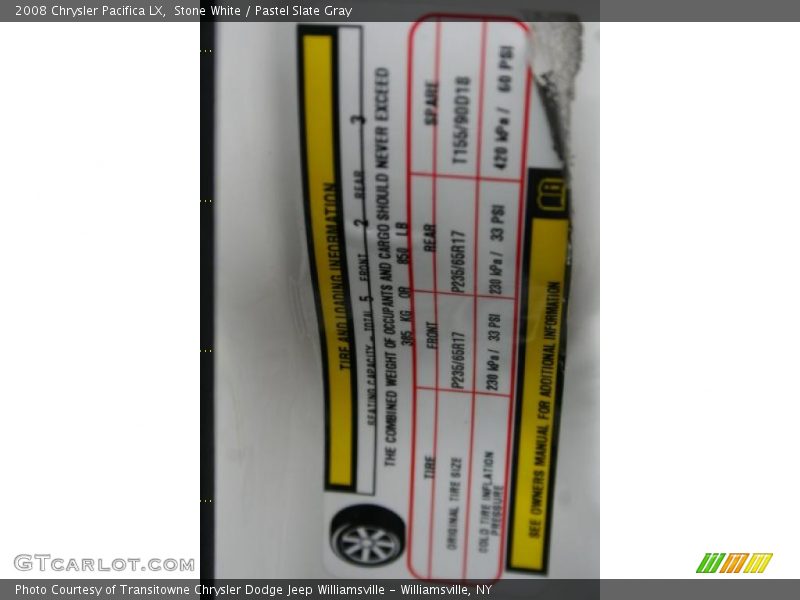 2008 Chrysler Pacifica LX, Stone White / Pastel Slate Gray
TIRE AND LOADING INFORMATION
SEATING CAPACITY - TOTAL 5 FRONT 2 REAR 3
THE COMBINED WEIGHT OF OCCUPANTS AND CARGO SHOULD NEVER EXCEED
385 KG OR 850 LB
TIRE FRONT REAR SPARE
ORIGINAL TIRE SIZE P235/65R17 P235/65R17 T155/90D18
COLD TIRE INFLATION PRESSURE 230 kPa/ 33 PSI 230 kPa/ 33 PSI 420 kPa/ 60 PSI
SEE OWNERS MANUAL FOR ADDITIONAL INFORMATION
GTcarlot.com
Photo Courtesy of Transitowne Chrysler Dodge Jeep Williamsville - Williamsville, NY